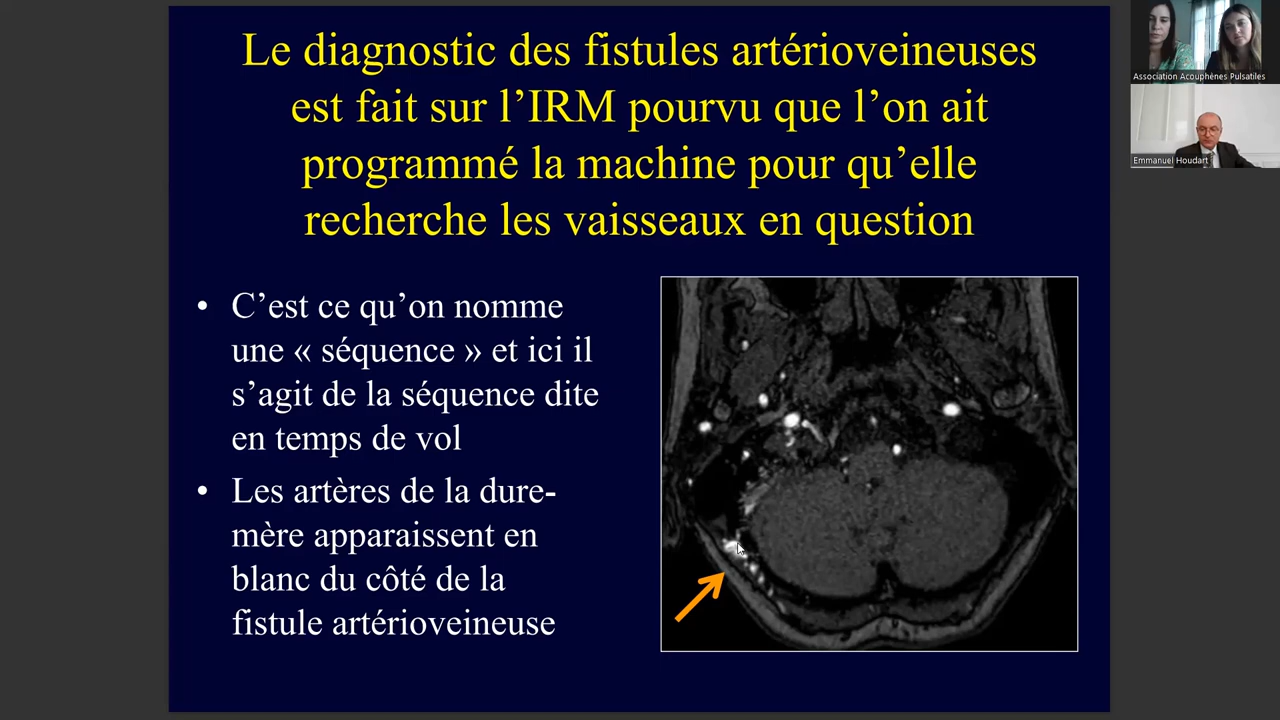 Le diagnostic des fistules artérioveineuses
est fait sur l’IRM pourvu que l’on ait
programmé la machine pour qu’elle
recherche les vaisseaux en question
• C’est ce qu’on nomme
une « séquence » et ici il
s’agit de la séquence dite
en temps de vol
• Les artères de la dure-
mère apparaissent en
blanc du côté de la
fistule artérioveineuse
Association Acouphènes Pulsatiles
Emmanuel Houdart